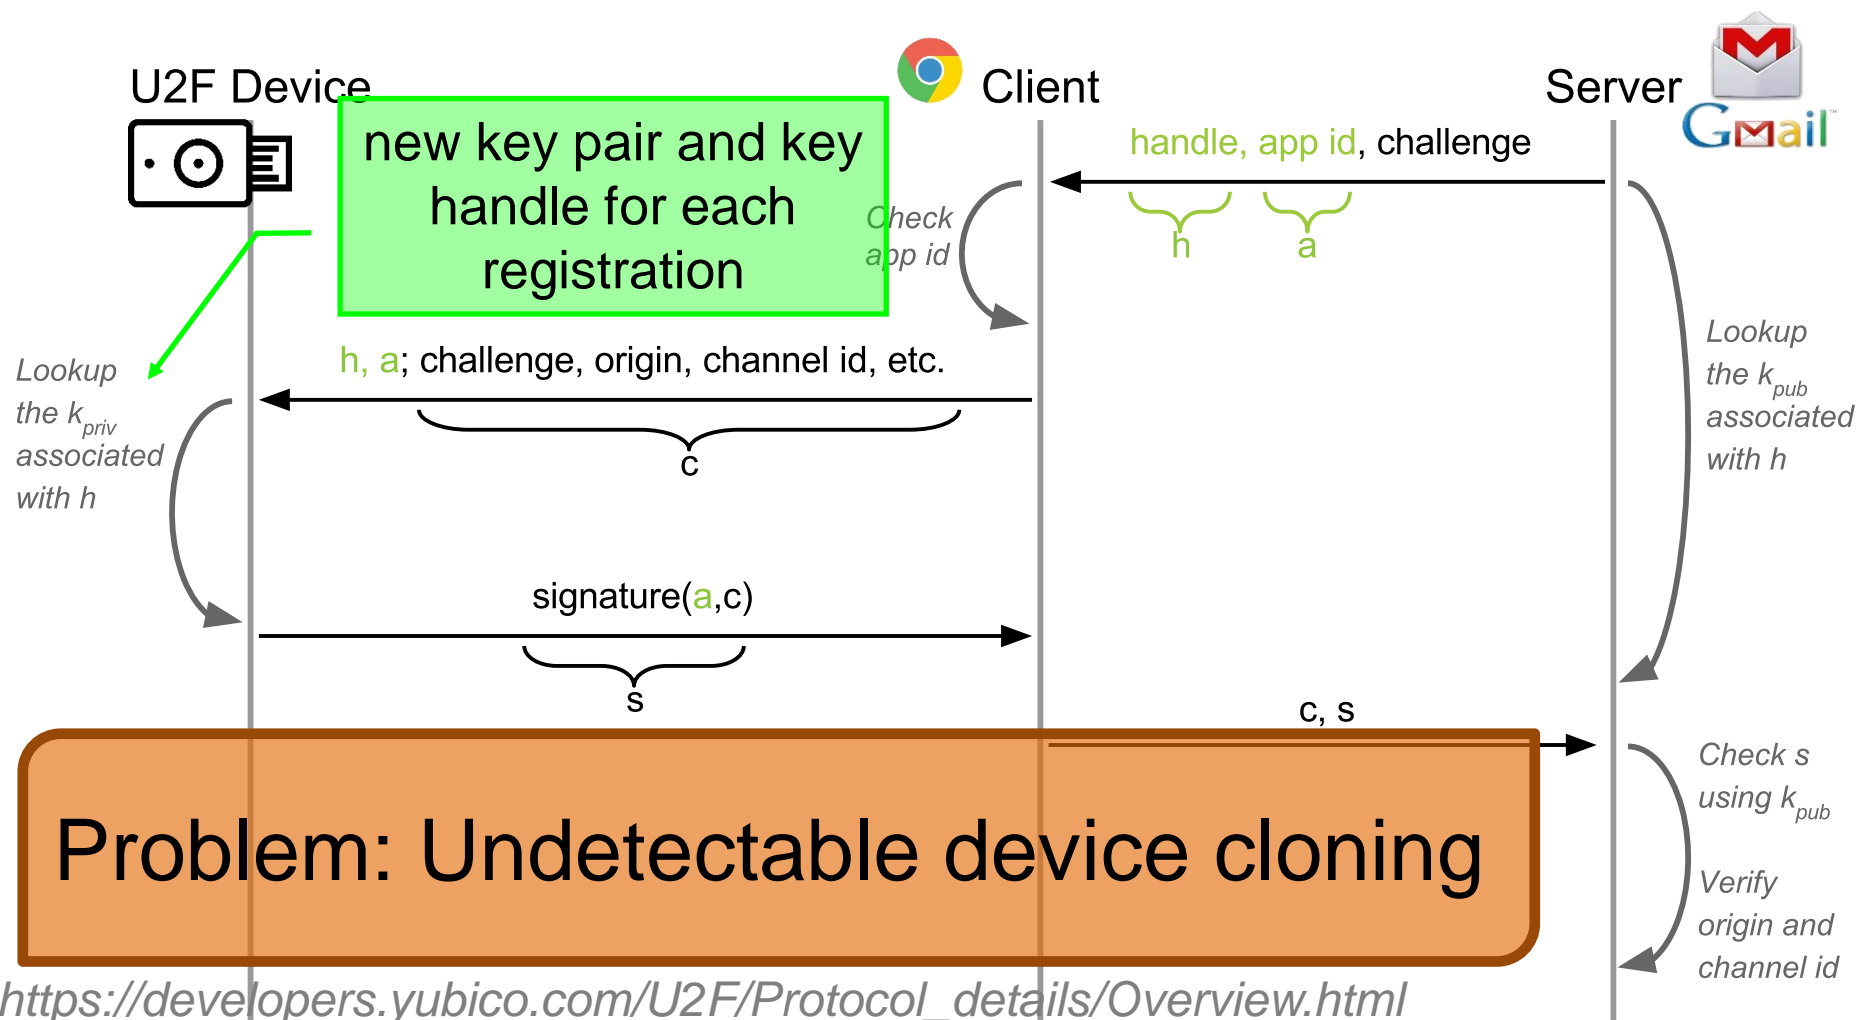 U2F Device
Client
Server
Gmail™
new key pair and key
handle for each
registration
handle, app id, challenge
h
a
Check
app id
h, a; challenge, origin, channel id, etc.
c
Lookup
the kpriv
associated
with h
Lookup
the kpub
associated
with h
signature(a,c)
s
c, s
Check s
using kpub
Verify
origin and
channel id
Problem: Undetectable device cloning
https://developers.yubico.com/U2F/Protocol_details/Overview.html